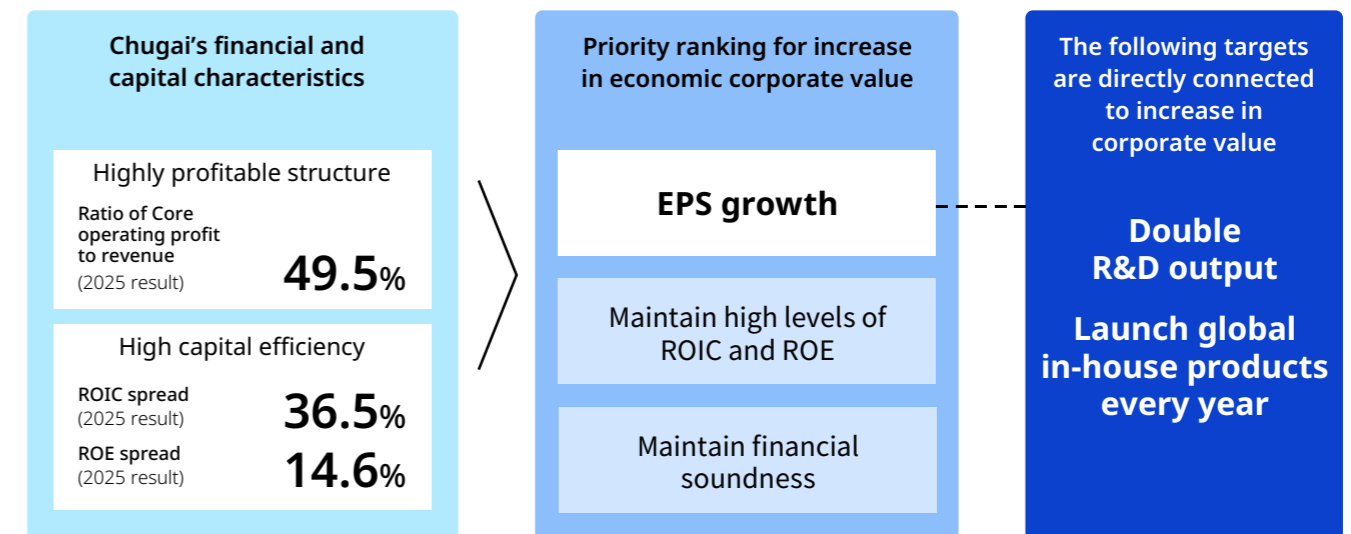 Chugai’s financial and
capital characteristics
Highly profitable structure
Ratio of Core
operating profit
to revenue
(2025 result)
49.5%
High capital efficiency
ROIC spread
(2025 result)
36.5%
ROE spread
(2025 result)
14.6%
Priority ranking for increase
in economic corporate value
EPS growth
Maintain high levels of
ROIC and ROE
Maintain financial
soundness
The following targets
are directly connected
to increase in
corporate value
Double
R&D output
Launch global
in-house products
every year